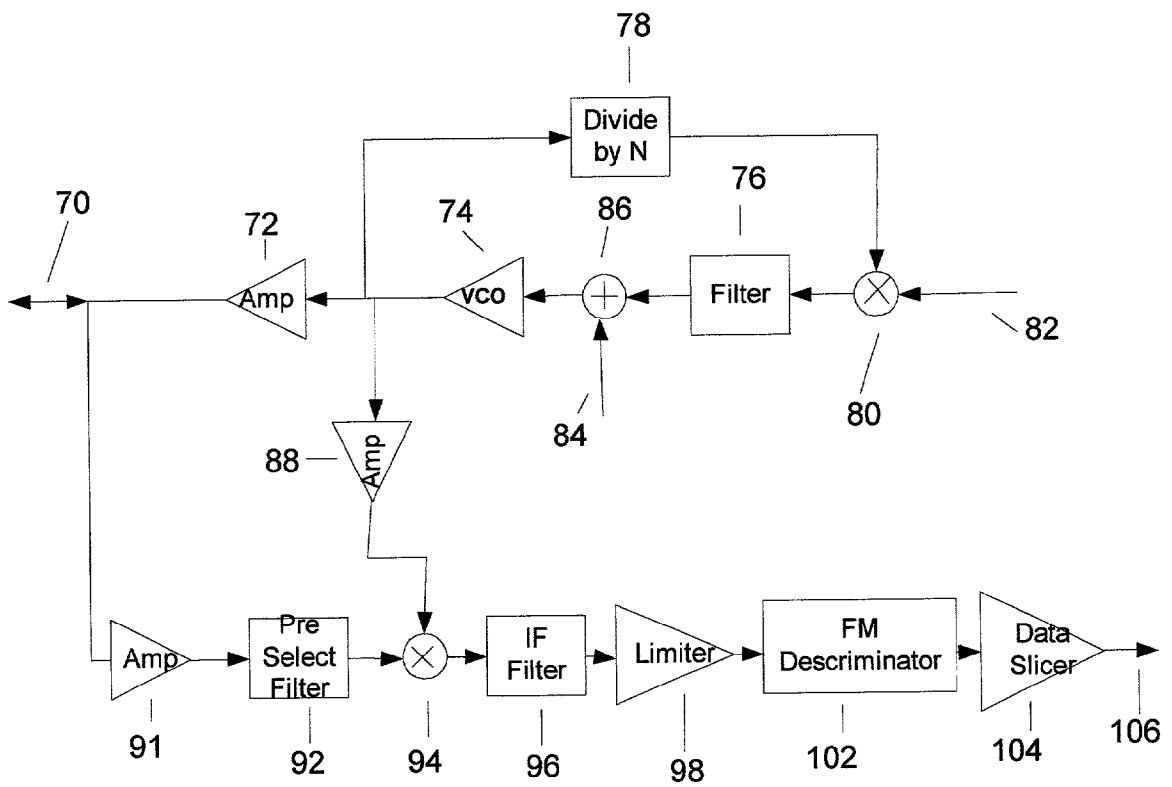 78
Divide
by N
70
72
74
86
76
Amp
vco
+
Filter
×
82
84
80
88
Amp
Amp
Pre
Select
Filter
×
IF
Filter
Limiter
FM
Descriminator
Data
Slicer
91
92
94
96
98
102
104
106